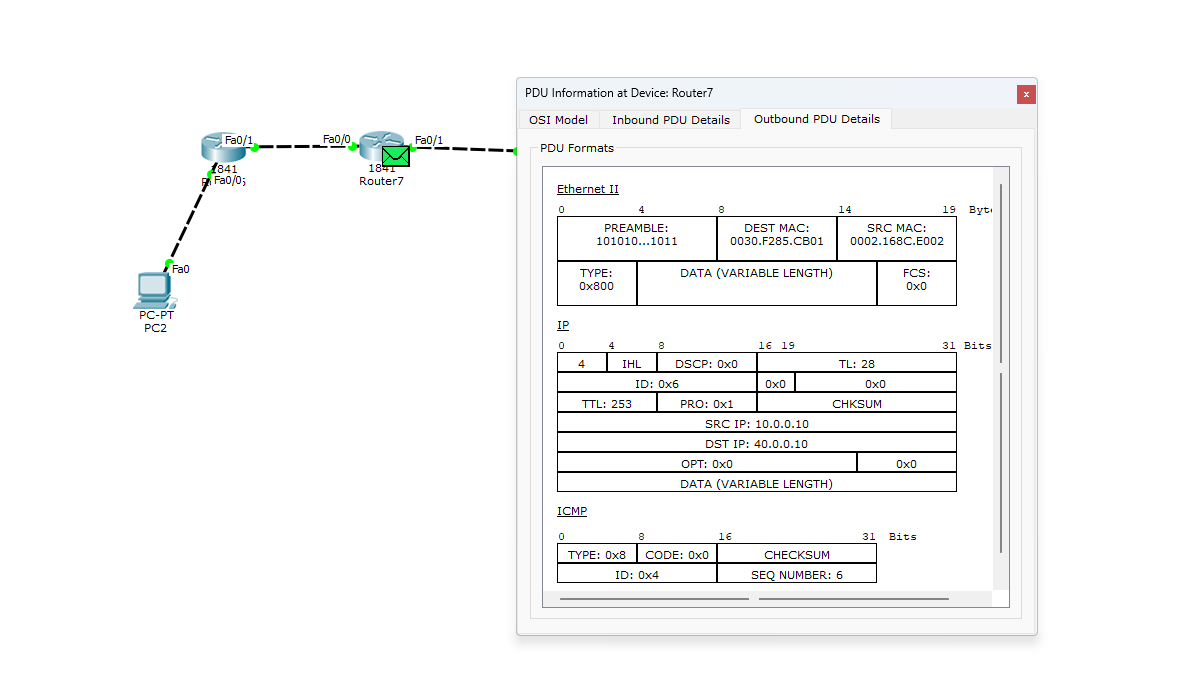 PDU Information at Device: Router7
x
OSI Model Inbound PDU Details Outbound PDU Details
PDU Formats
Fa0/1 Fa0/0 Fa0/1
1841 1841
Fa0/0 Router7
Fa0
PC-PT
PC2
Ethernet II
0 4 8 14 19
PREAMBLE: DEST MAC: SRC MAC:
101010...1011 0030.F285.CB01 0002.168C.E002
TYPE: DATA (VARIABLE LENGTH) FCS:
0x800 0x0
IP
0 4 8 16 19 31 Bits
4 IHL DSCP: 0x0 TL: 28
ID: 0x6 0x0 0x0
TTL: 253 PRO: 0x1 CHKSUM
SRC IP: 10.0.0.10
DST IP: 40.0.0.10
OPT: 0x0 0x0
DATA (VARIABLE LENGTH)
ICMP
0 8 16 31 Bits
TYPE: 0x8 CODE: 0x0 CHECKSUM
ID: 0x4 SEQ NUMBER: 6